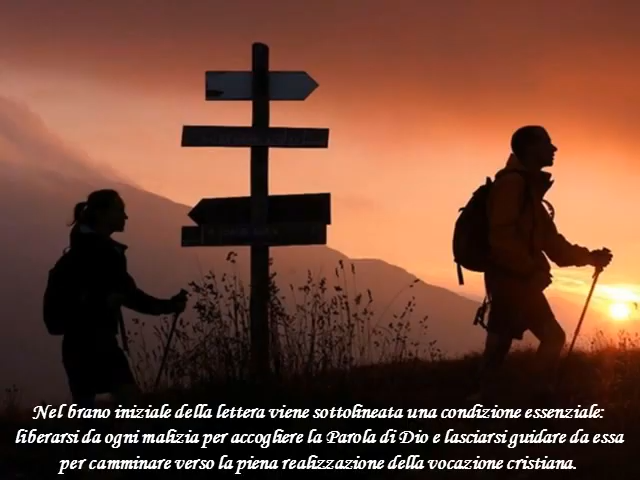 Nel brano iniziale della lettera viene sottolineata una condizione essenziale:
liberarsi da ogni malizia per accogliere la Parola di Dio e lasciarsi guidare da essa
per camminare verso la piena realizzazione della vocazione cristiana.